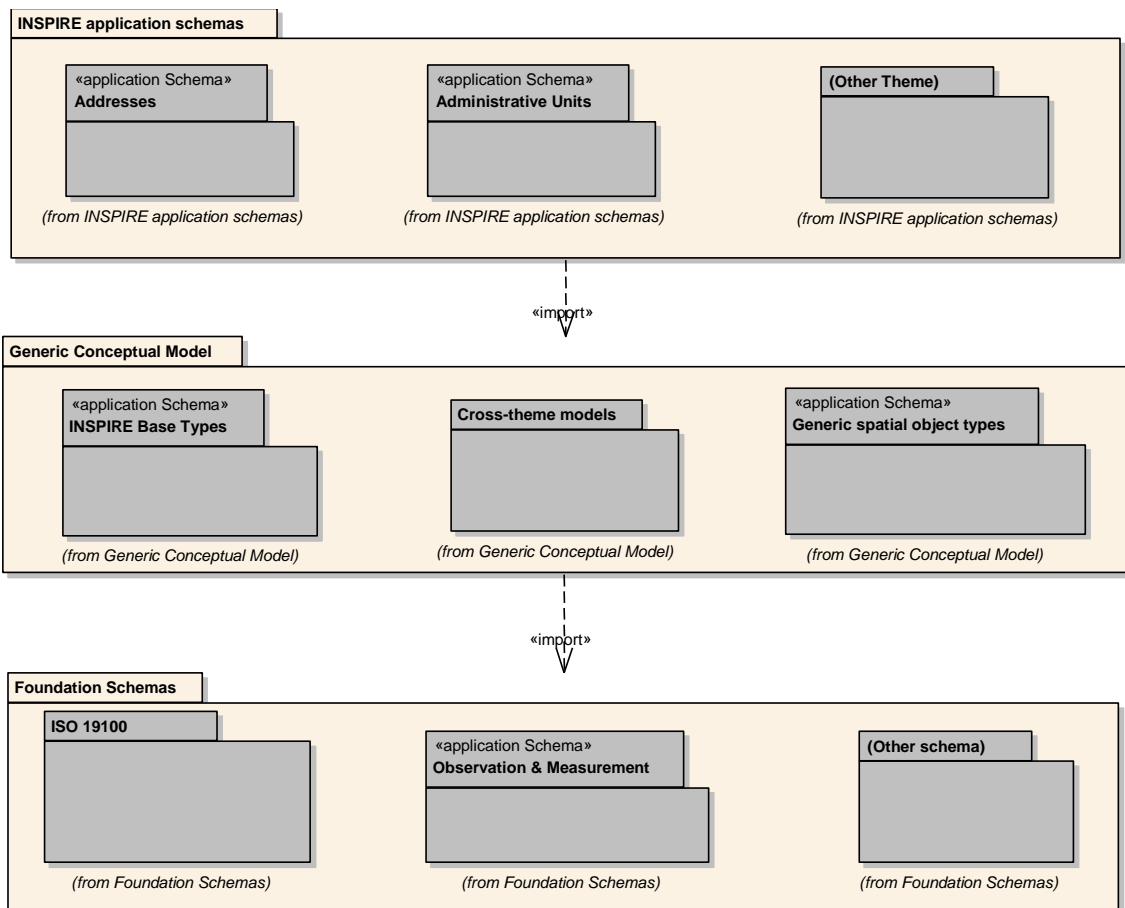 INSPIRE application schemas
«application Schema»
Addresses
(from INSPIRE application schemas)
«application Schema»
Administrative Units
(from INSPIRE application schemas)
(Other Theme)
(from INSPIRE application schemas)
«import»
Generic Conceptual Model
«application Schema»
INSPIRE Base Types
(from Generic Conceptual Model)
Cross-theme models
(from Generic Conceptual Model)
«application Schema»
Generic spatial object types
(from Generic Conceptual Model)
«import»
Foundation Schemas
ISO 19100
(from Foundation Schemas)
«application Schema»
Observation & Measurement
(from Foundation Schemas)
(Other schema)
(from Foundation Schemas)